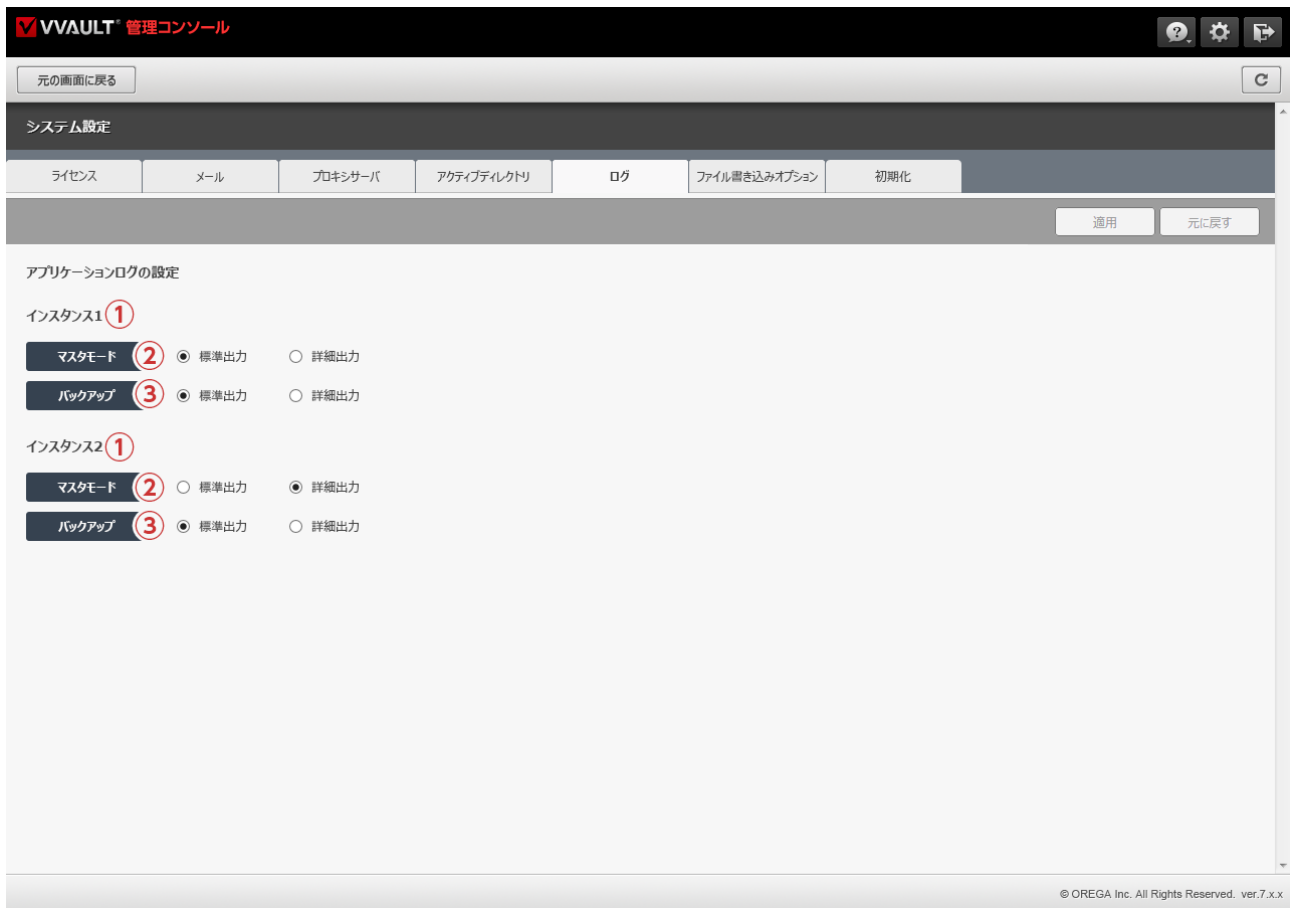 VVAULT® 管理コンソール
元の画面に戻る
システム設定
ライセンス メール プロキシサーバ アクティブディレクトリ ログ ファイル書き込みオプション 初期化
適用 元に戻す
アプリケーションログの設定
インスタンス1 ①
マスタモード ② 標準出力 詳細出力
バックアップ ③ 標準出力 詳細出力
インスタンス2 ①
マスタモード ② 標準出力 詳細出力
バックアップ ③ 標準出力 詳細出力
© OREGA Inc. All Rights Reserved. ver.7.x.x